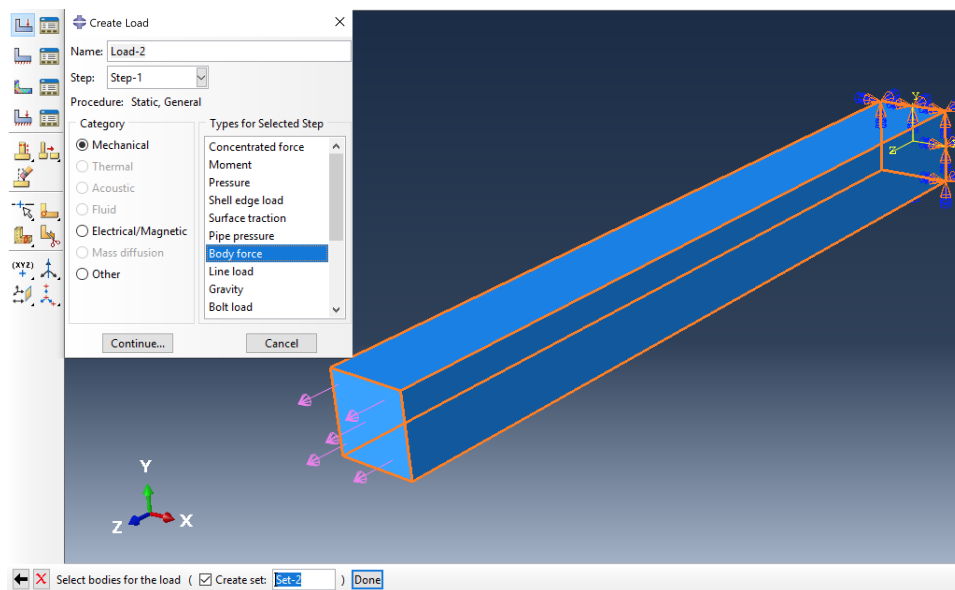 Create Load
Name: Load-2
Step: Step-1
Procedure: Static, General
Category
Mechanical
Thermal
Acoustic
Fluid
Electrical/Magnetic
Mass diffusion
Other
Types for Selected Step
Concentrated force
Moment
Pressure
Shell edge load
Surface traction
Pipe pressure
Body force
Line load
Gravity
Bolt load
Continue...
Cancel
(XYZ)
Y
Z
Y
Z
X
Select bodies for the load ( Create set: Set-2 ) Done